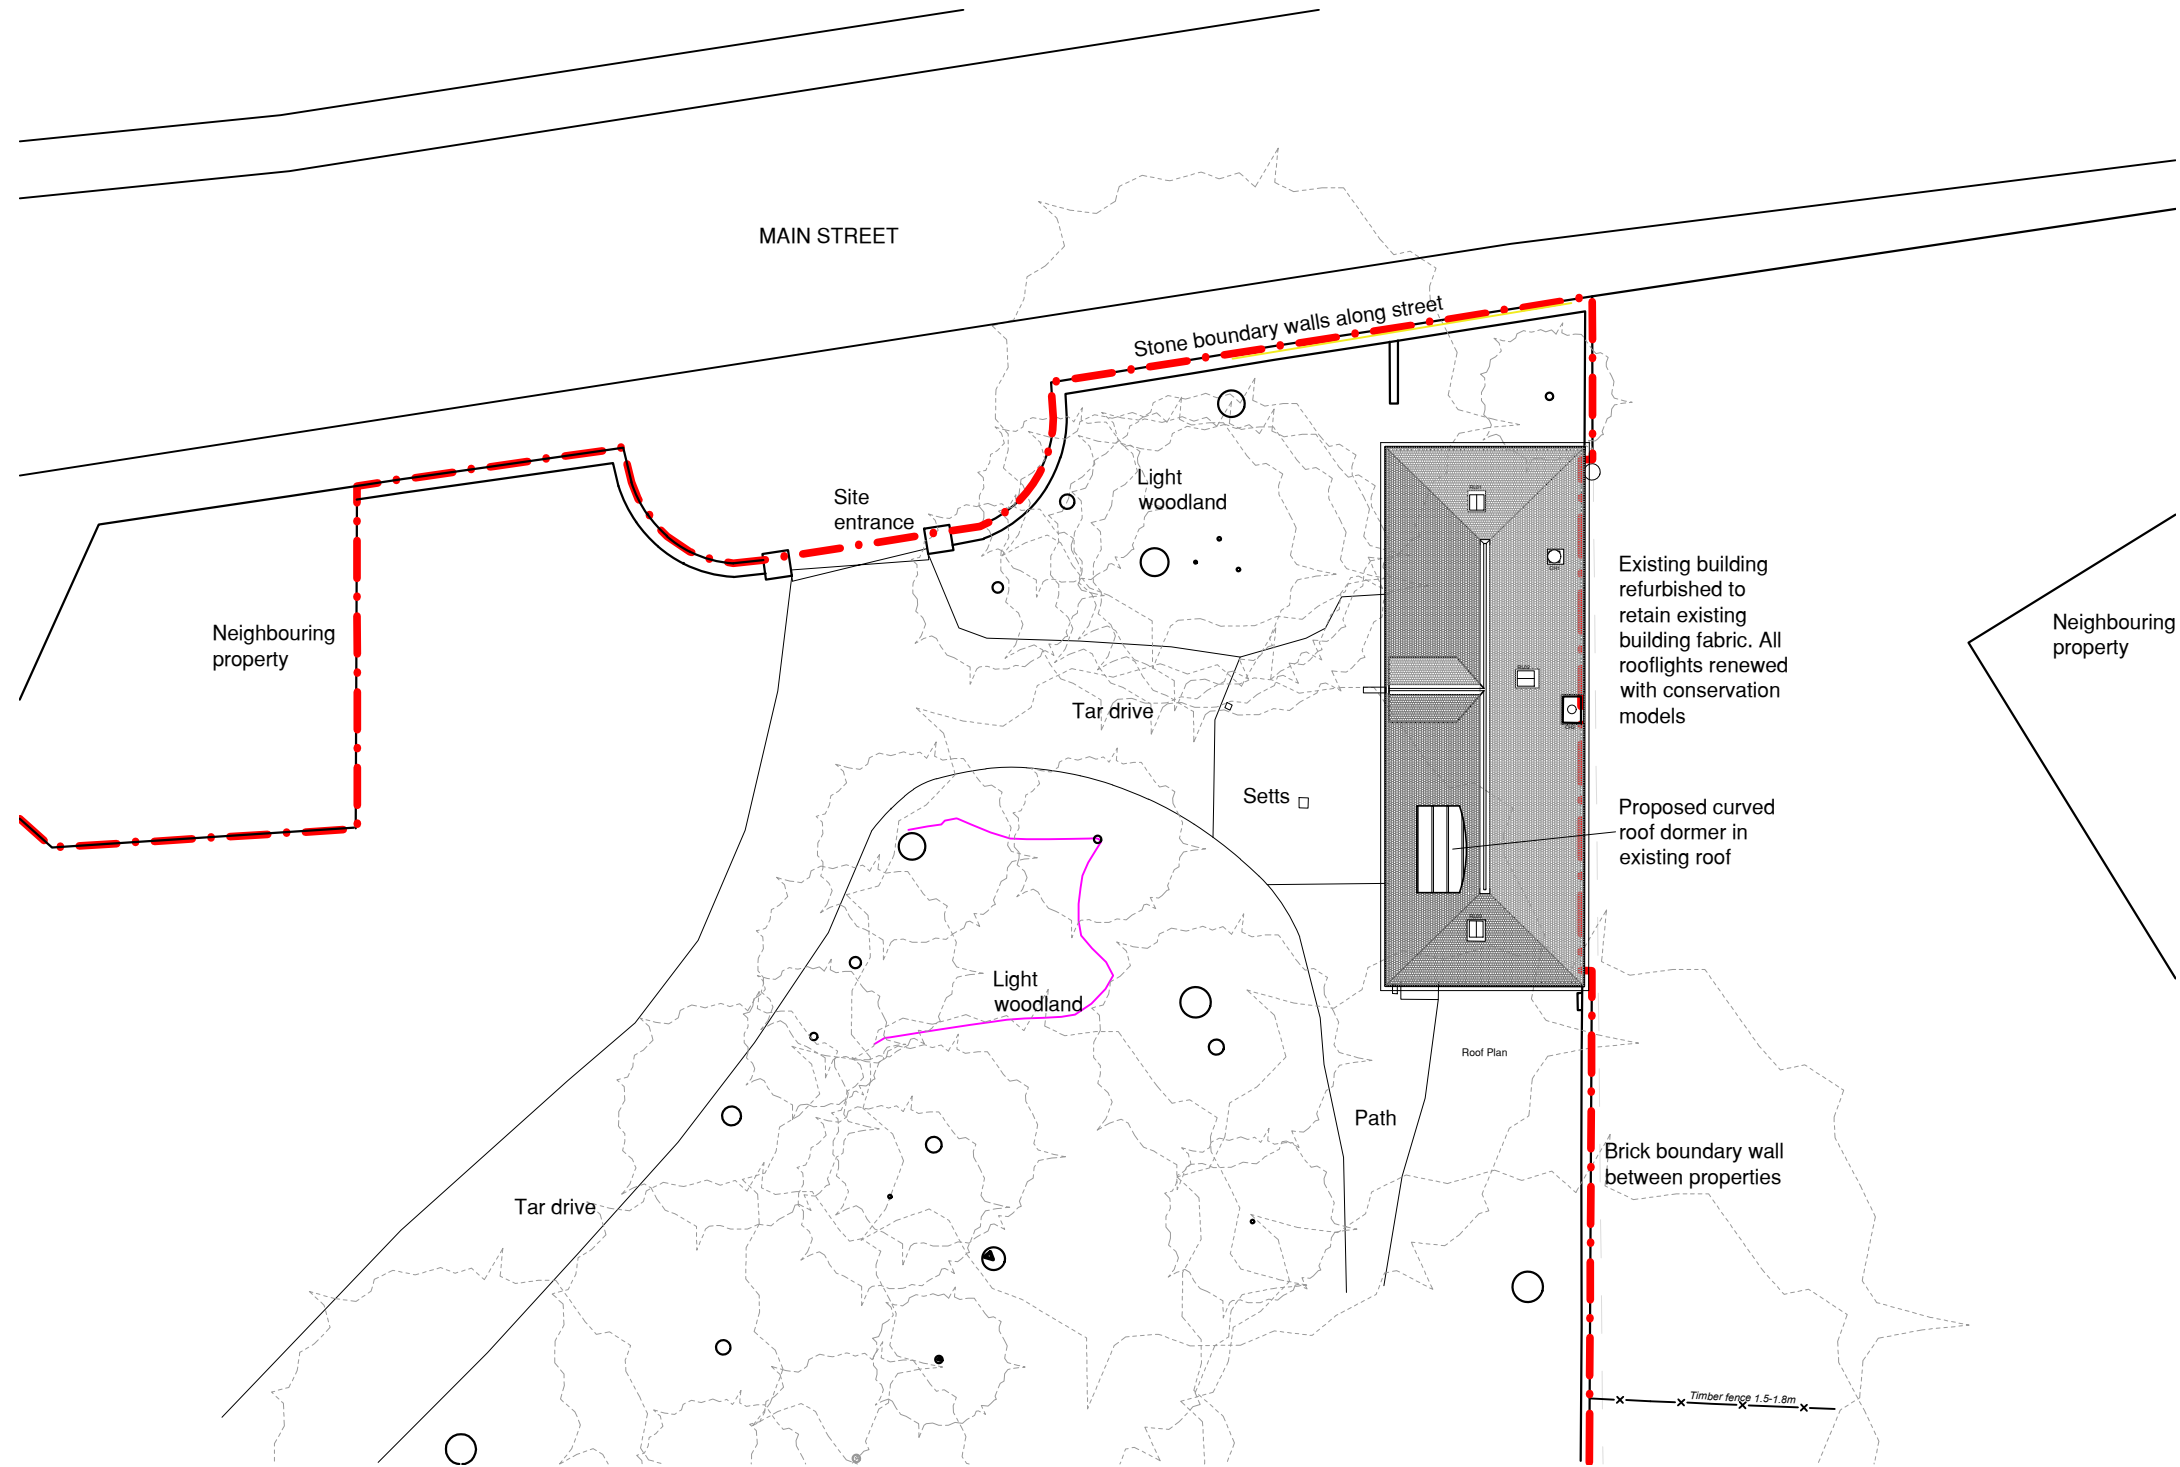 MAIN STREET
Stone boundary walls along street
Site
entrance
Light
woodland
Neighbouring
property
Existing building
refurbished to
retain existing
building fabric. All
rooflights renewed
with conservation
models
Neighbouring
property
Tar drive
Setts
Proposed curved
roof dormer in
existing roof
Light
woodland
Roof Plan
Path
Brick boundary wall
between properties
Tar drive
Timber fence 1.5-1.8m